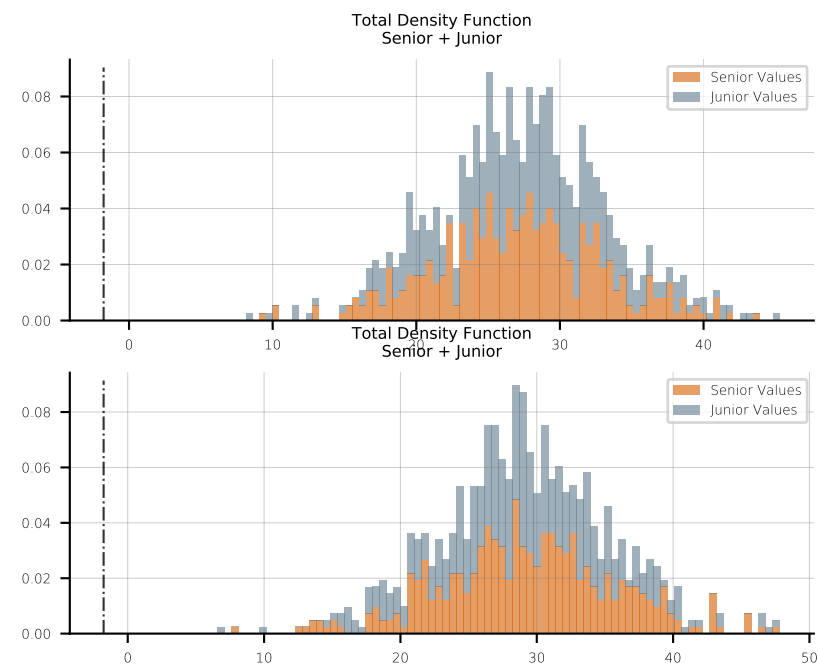 Total Density Function
Senior + Junior
Senior Values
Junior Values
0.08
0.06
0.04
0.02
0.00
0 10 20 30 40
Total Density Function
Senior + Junior
Senior Values
Junior Values
0.08
0.06
0.04
0.02
0.00
0 10 20 30 40 50